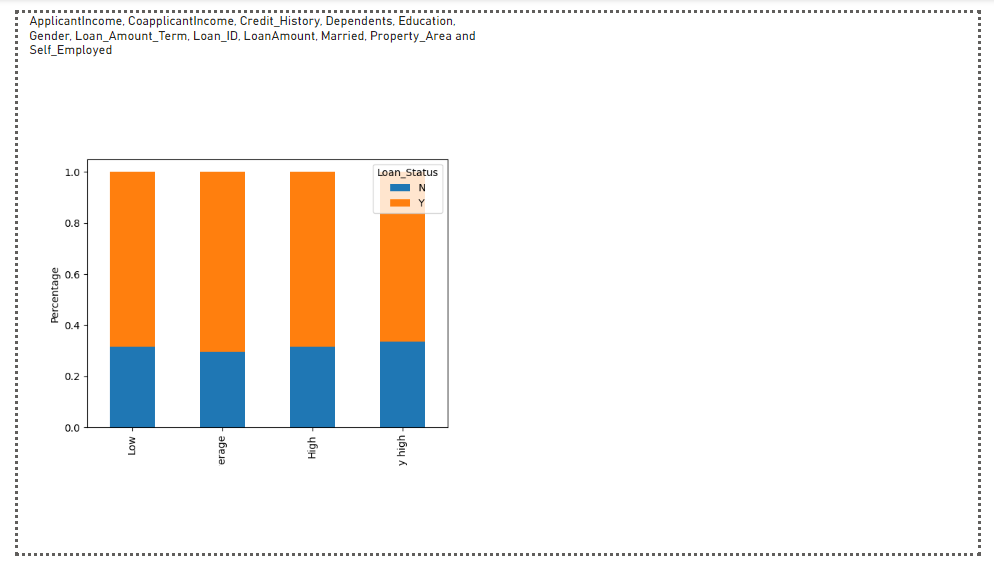 ApplicantIncome, CoapplicantIncome, Credit_History, Dependents, Education,
Gender, Loan_Amount_Term, Loan_ID, LoanAmount, Married, Property_Area and
Self_Employed
Loan_Status
N
Y
1.0
0.8
0.6
0.4
0.2
0.0
Percentage
Low
erage
High
y high